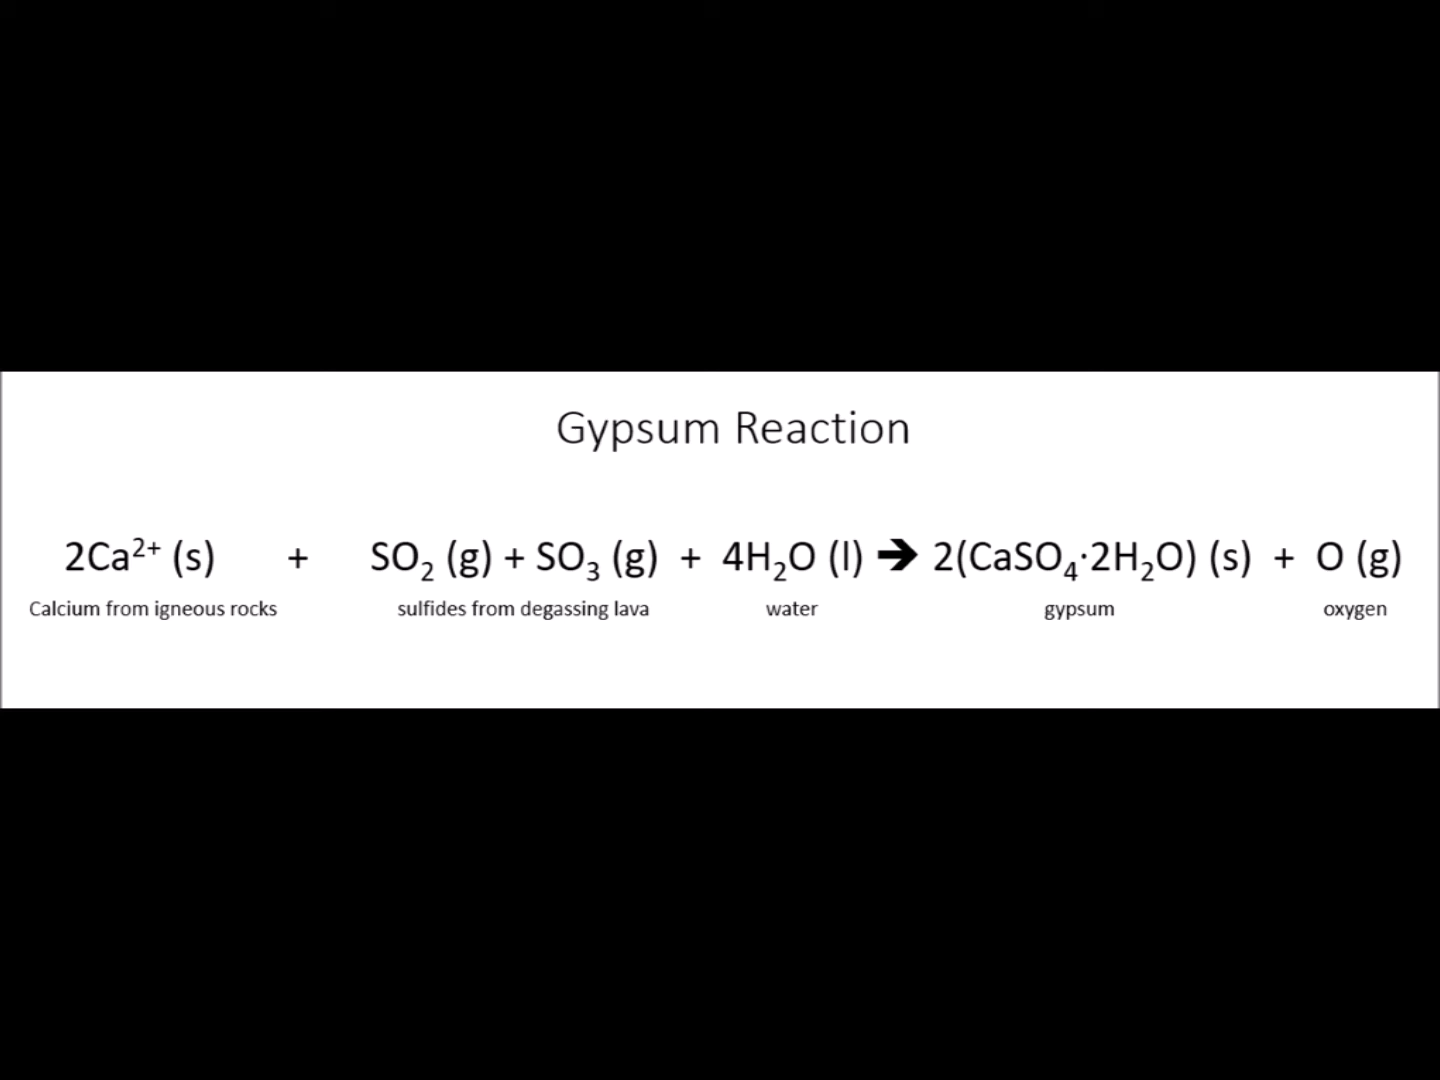 Gypsum Reaction
2Ca²⁺ (s) + SO₂ (g) + SO₃ (g) + 4H₂O (l) ➔ 2(CaSO₄·2H₂O) (s) + O (g)
Calcium from igneous rocks sulfides from degassing lava water gypsum oxygen